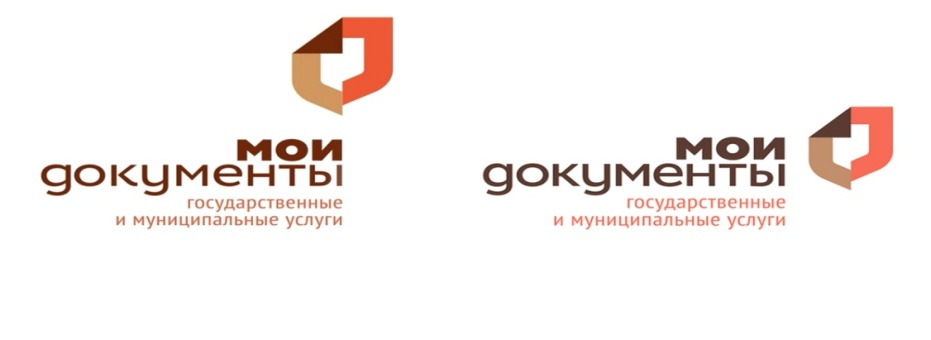 мои
документы
государственные
и муниципальные услуги
мои
документы
государственные
и муниципальные услуги